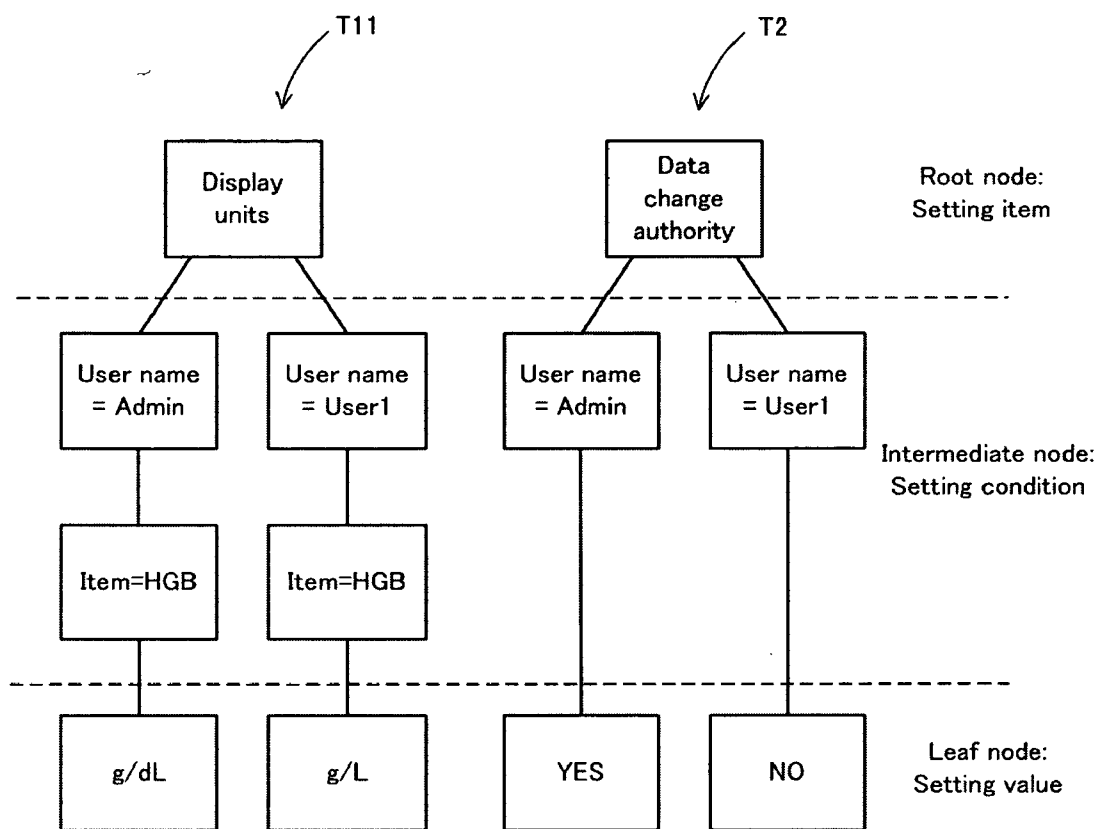 T11
T2
Display
units
Data
change
authority
Root node:
Setting item
User name
= Admin
User name
= User1
User name
= Admin
User name
= User1
Intermediate node:
Setting condition
Item=HGB
Item=HGB
g/dL
g/L
YES
NO
Leaf node:
Setting value